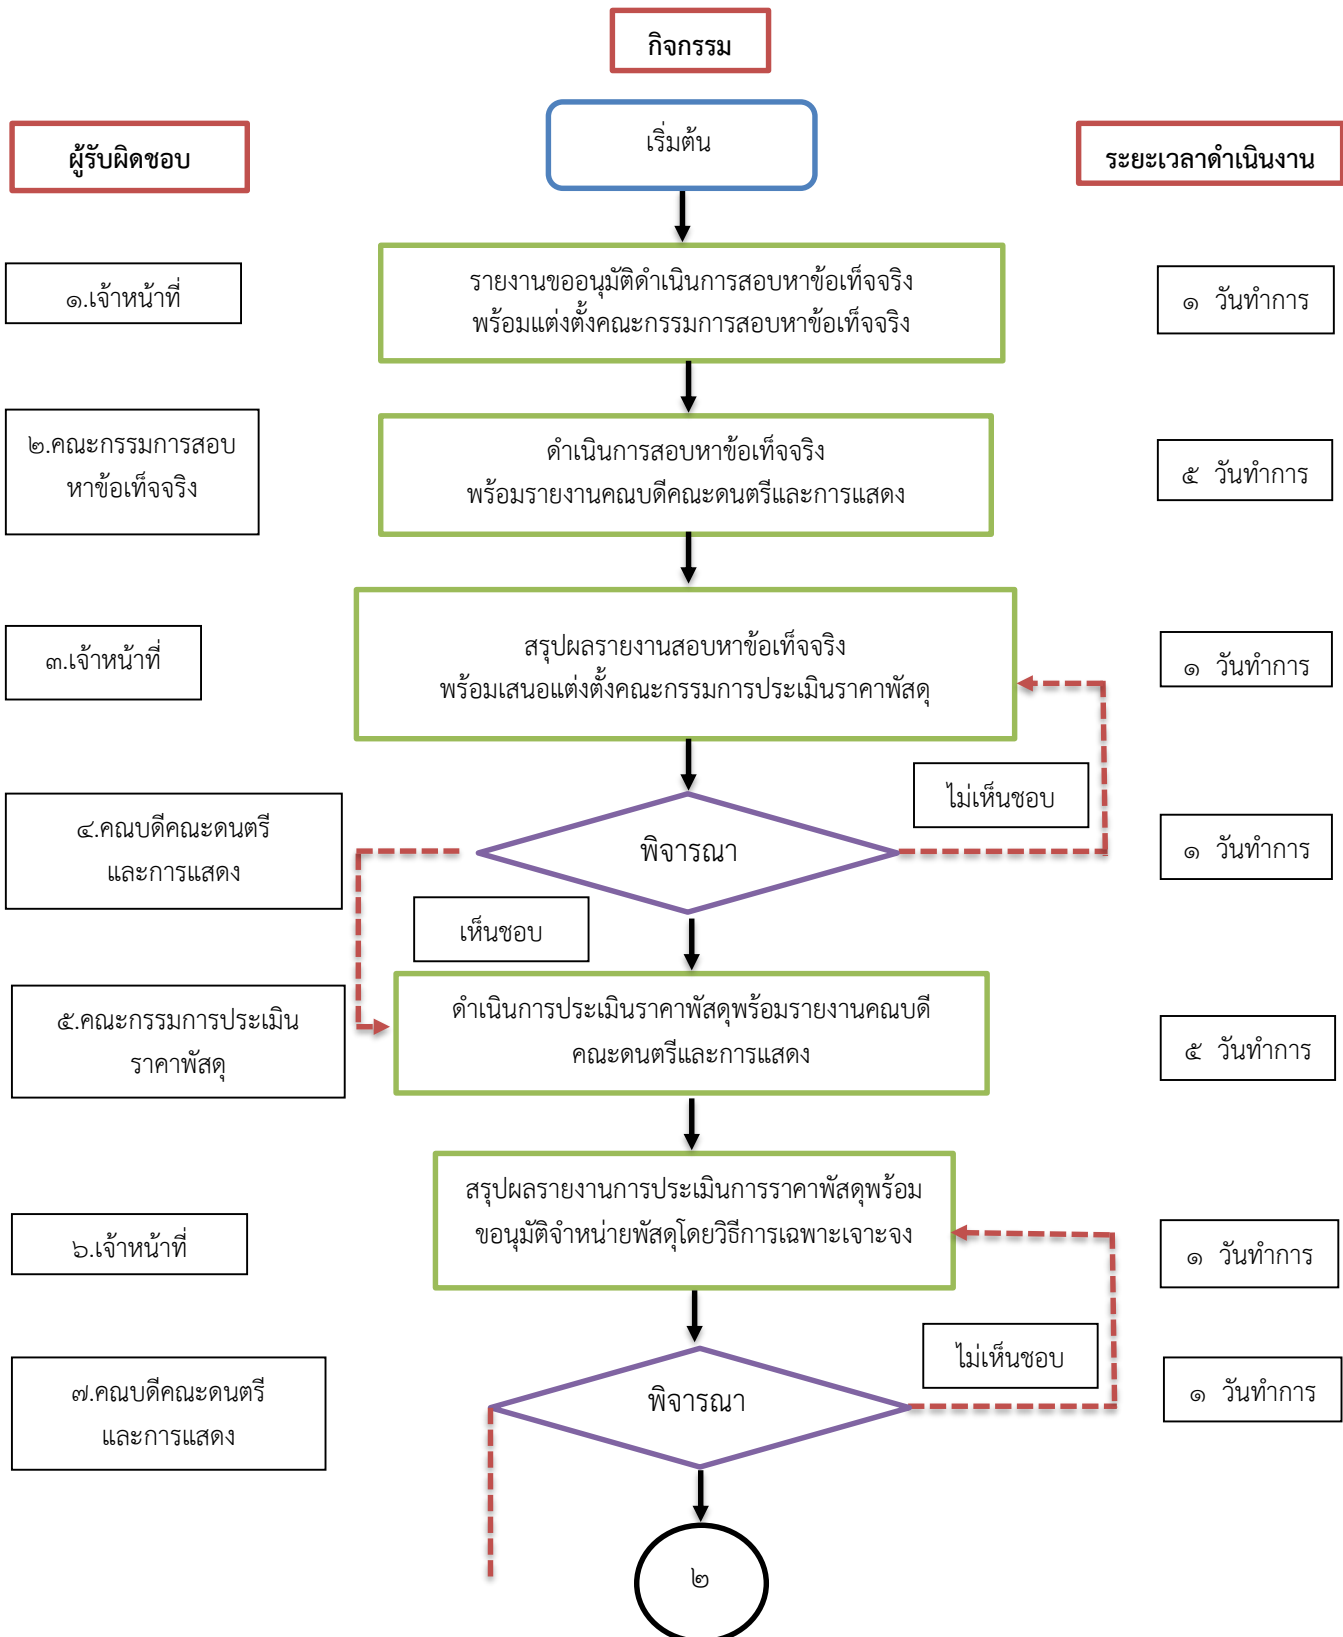 กิจกรรม
ผู้รับผิดชอบ
เริ่มต้น
ระยะเวลาดำเนินงาน
๑.เจ้าหน้าที่
รายงานขออนุมัติดำเนินการสอบหาข้อเท็จจริง
พร้อมแต่งตั้งคณะกรรมการสอบหาข้อเท็จจริง
๑ วันทำการ
๒.คณะกรรมการสอบ
หาข้อเท็จจริง
ดำเนินการสอบหาข้อเท็จจริง
พร้อมรายงานคณบดีคณะดนตรีและการแสดง
๕ วันทำการ
๓.เจ้าหน้าที่
สรุปผลรายงานสอบหาข้อเท็จจริง
พร้อมเสนอแต่งตั้งคณะกรรมการประเมินราคาพัสดุ
๑ วันทำการ
ไม่เห็นชอบ
๔.คณบดีคณะดนตรี
และการแสดง
พิจารณา
๑ วันทำการ
เห็นชอบ
๕.คณะกรรมการประเมิน
ราคาพัสดุ
ดำเนินการประเมินราคาพัสดุพร้อมรายงานคณบดี
คณะดนตรีและการแสดง
๕ วันทำการ
๖.เจ้าหน้าที่
สรุปผลรายงานการประเมินการราคาพัสดุพร้อม
ขอนุมัติจำหน่ายพัสดุโดยวิธีการเฉพาะเจาะจง
๑ วันทำการ
ไม่เห็นชอบ
๗.คณบดีคณะดนตรี
และการแสดง
พิจารณา
๑ วันทำการ
๒